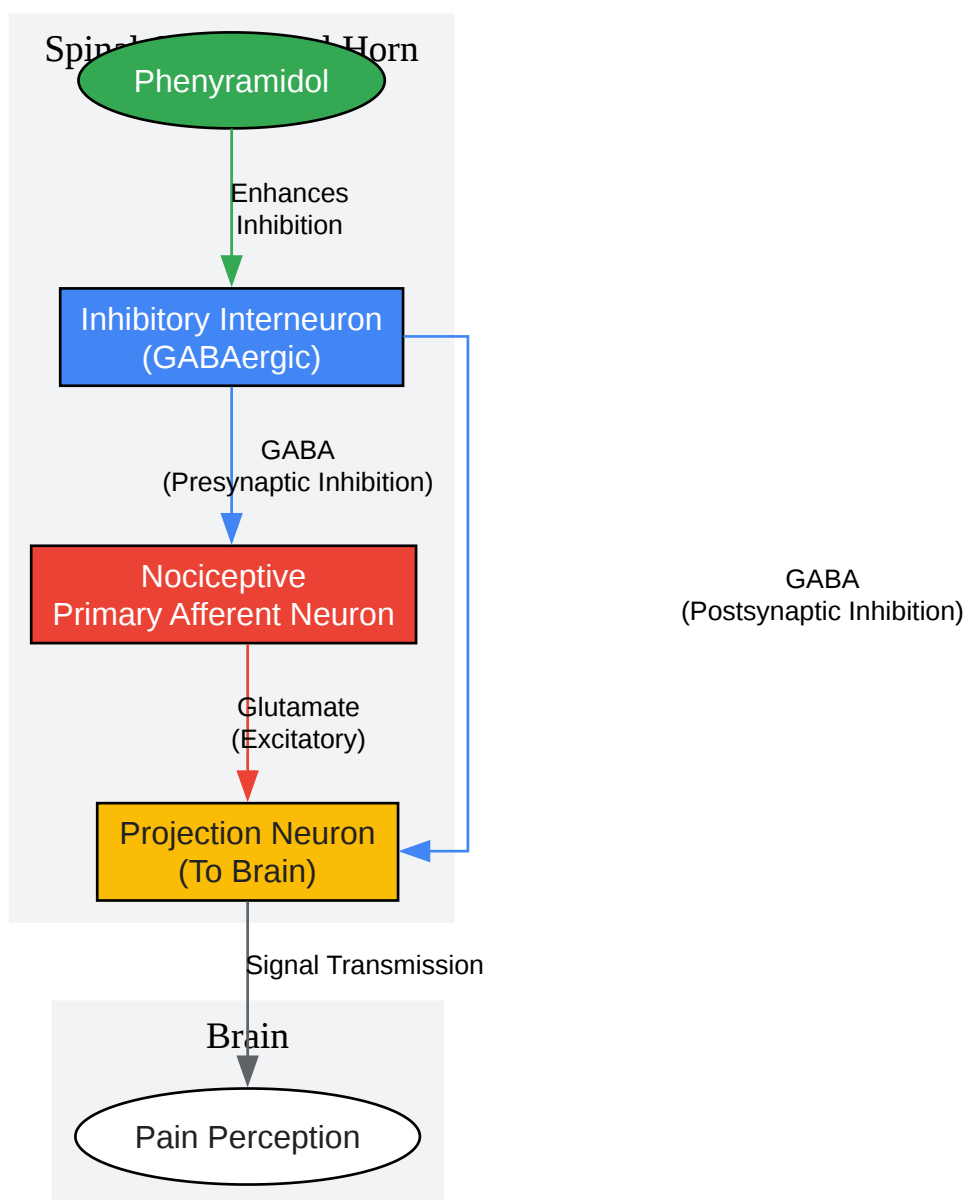 Horn
Phenyramidol
Enhances
Inhibition
Inhibitory Interneuron
(GABAergic)
GABA
(Presynaptic Inhibition)
Nociceptive
Primary Afferent Neuron
GABA
(Postsynaptic Inhibition)
Glutamate
(Excitatory)
Projection Neuron
(To Brain)
Signal Transmission
Brain
Pain Perception